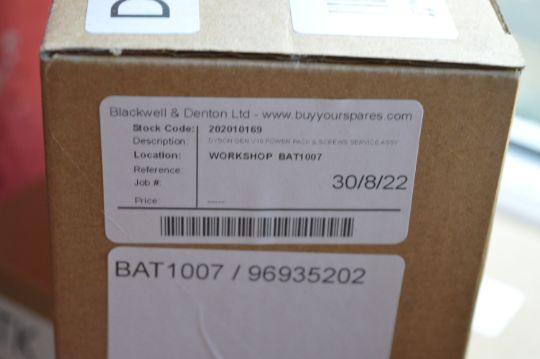 D
Blackwell & Denton Ltd - www.buyyourspares.com
Stock Code: 202010169
Description: DYSON GEN V10 POWER PACK & SCREWS SERVICE ASSY
Location: WORKSHOP BAT1007
Reference:
Job #: 30/8/22
Price: -----
BAT1007 / 96935202